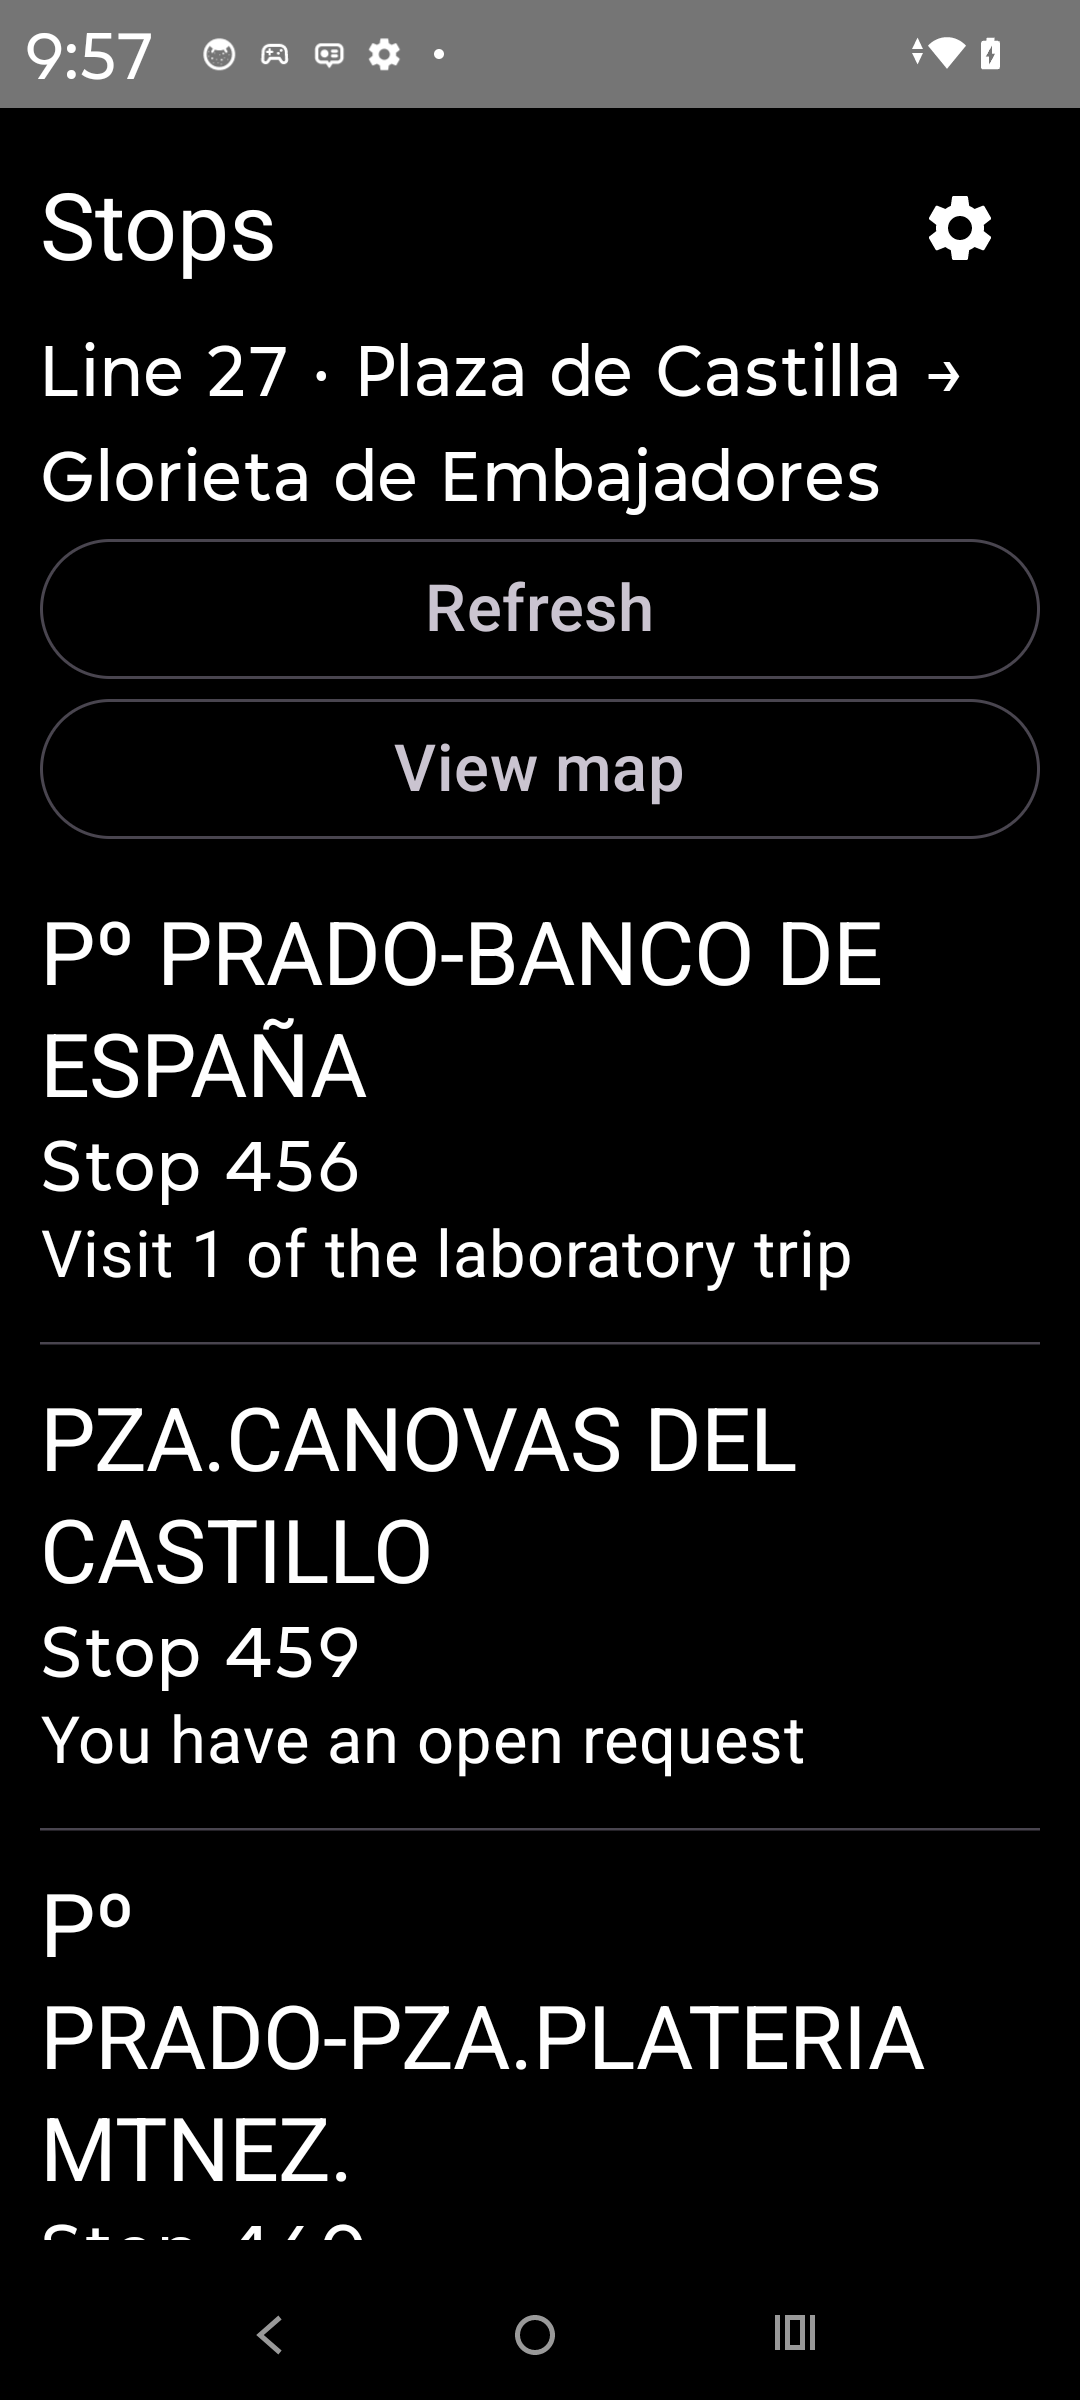 9:57
Stops
Line 27 · Plaza de Castilla →
Glorieta de Embajadores
Refresh
View map
Pº PRADO-BANCO DE
ESPAÑA
Stop 456
Visit 1 of the laboratory trip
PZA.CANOVAS DEL
CASTILLO
Stop 459
You have an open request
Pº
PRADO-PZA.PLATERIA
MTNEZ.
Stop